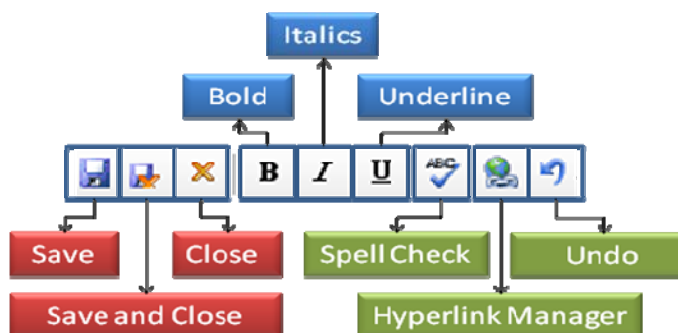 Italics
Bold
Underline
B
I
U
ABC
Save
Close
Spell Check
Undo
Save and Close
Hyperlink Manager